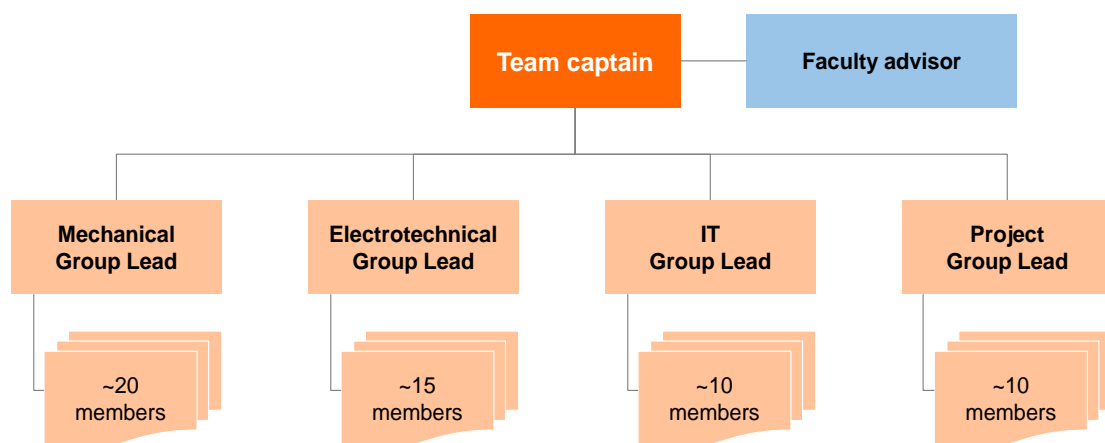 Team captain
Faculty advisor
Mechanical
Group Lead
Electrotechnical
Group Lead
IT
Group Lead
Project
Group Lead
~20
members
~15
members
~10
members
~10
members